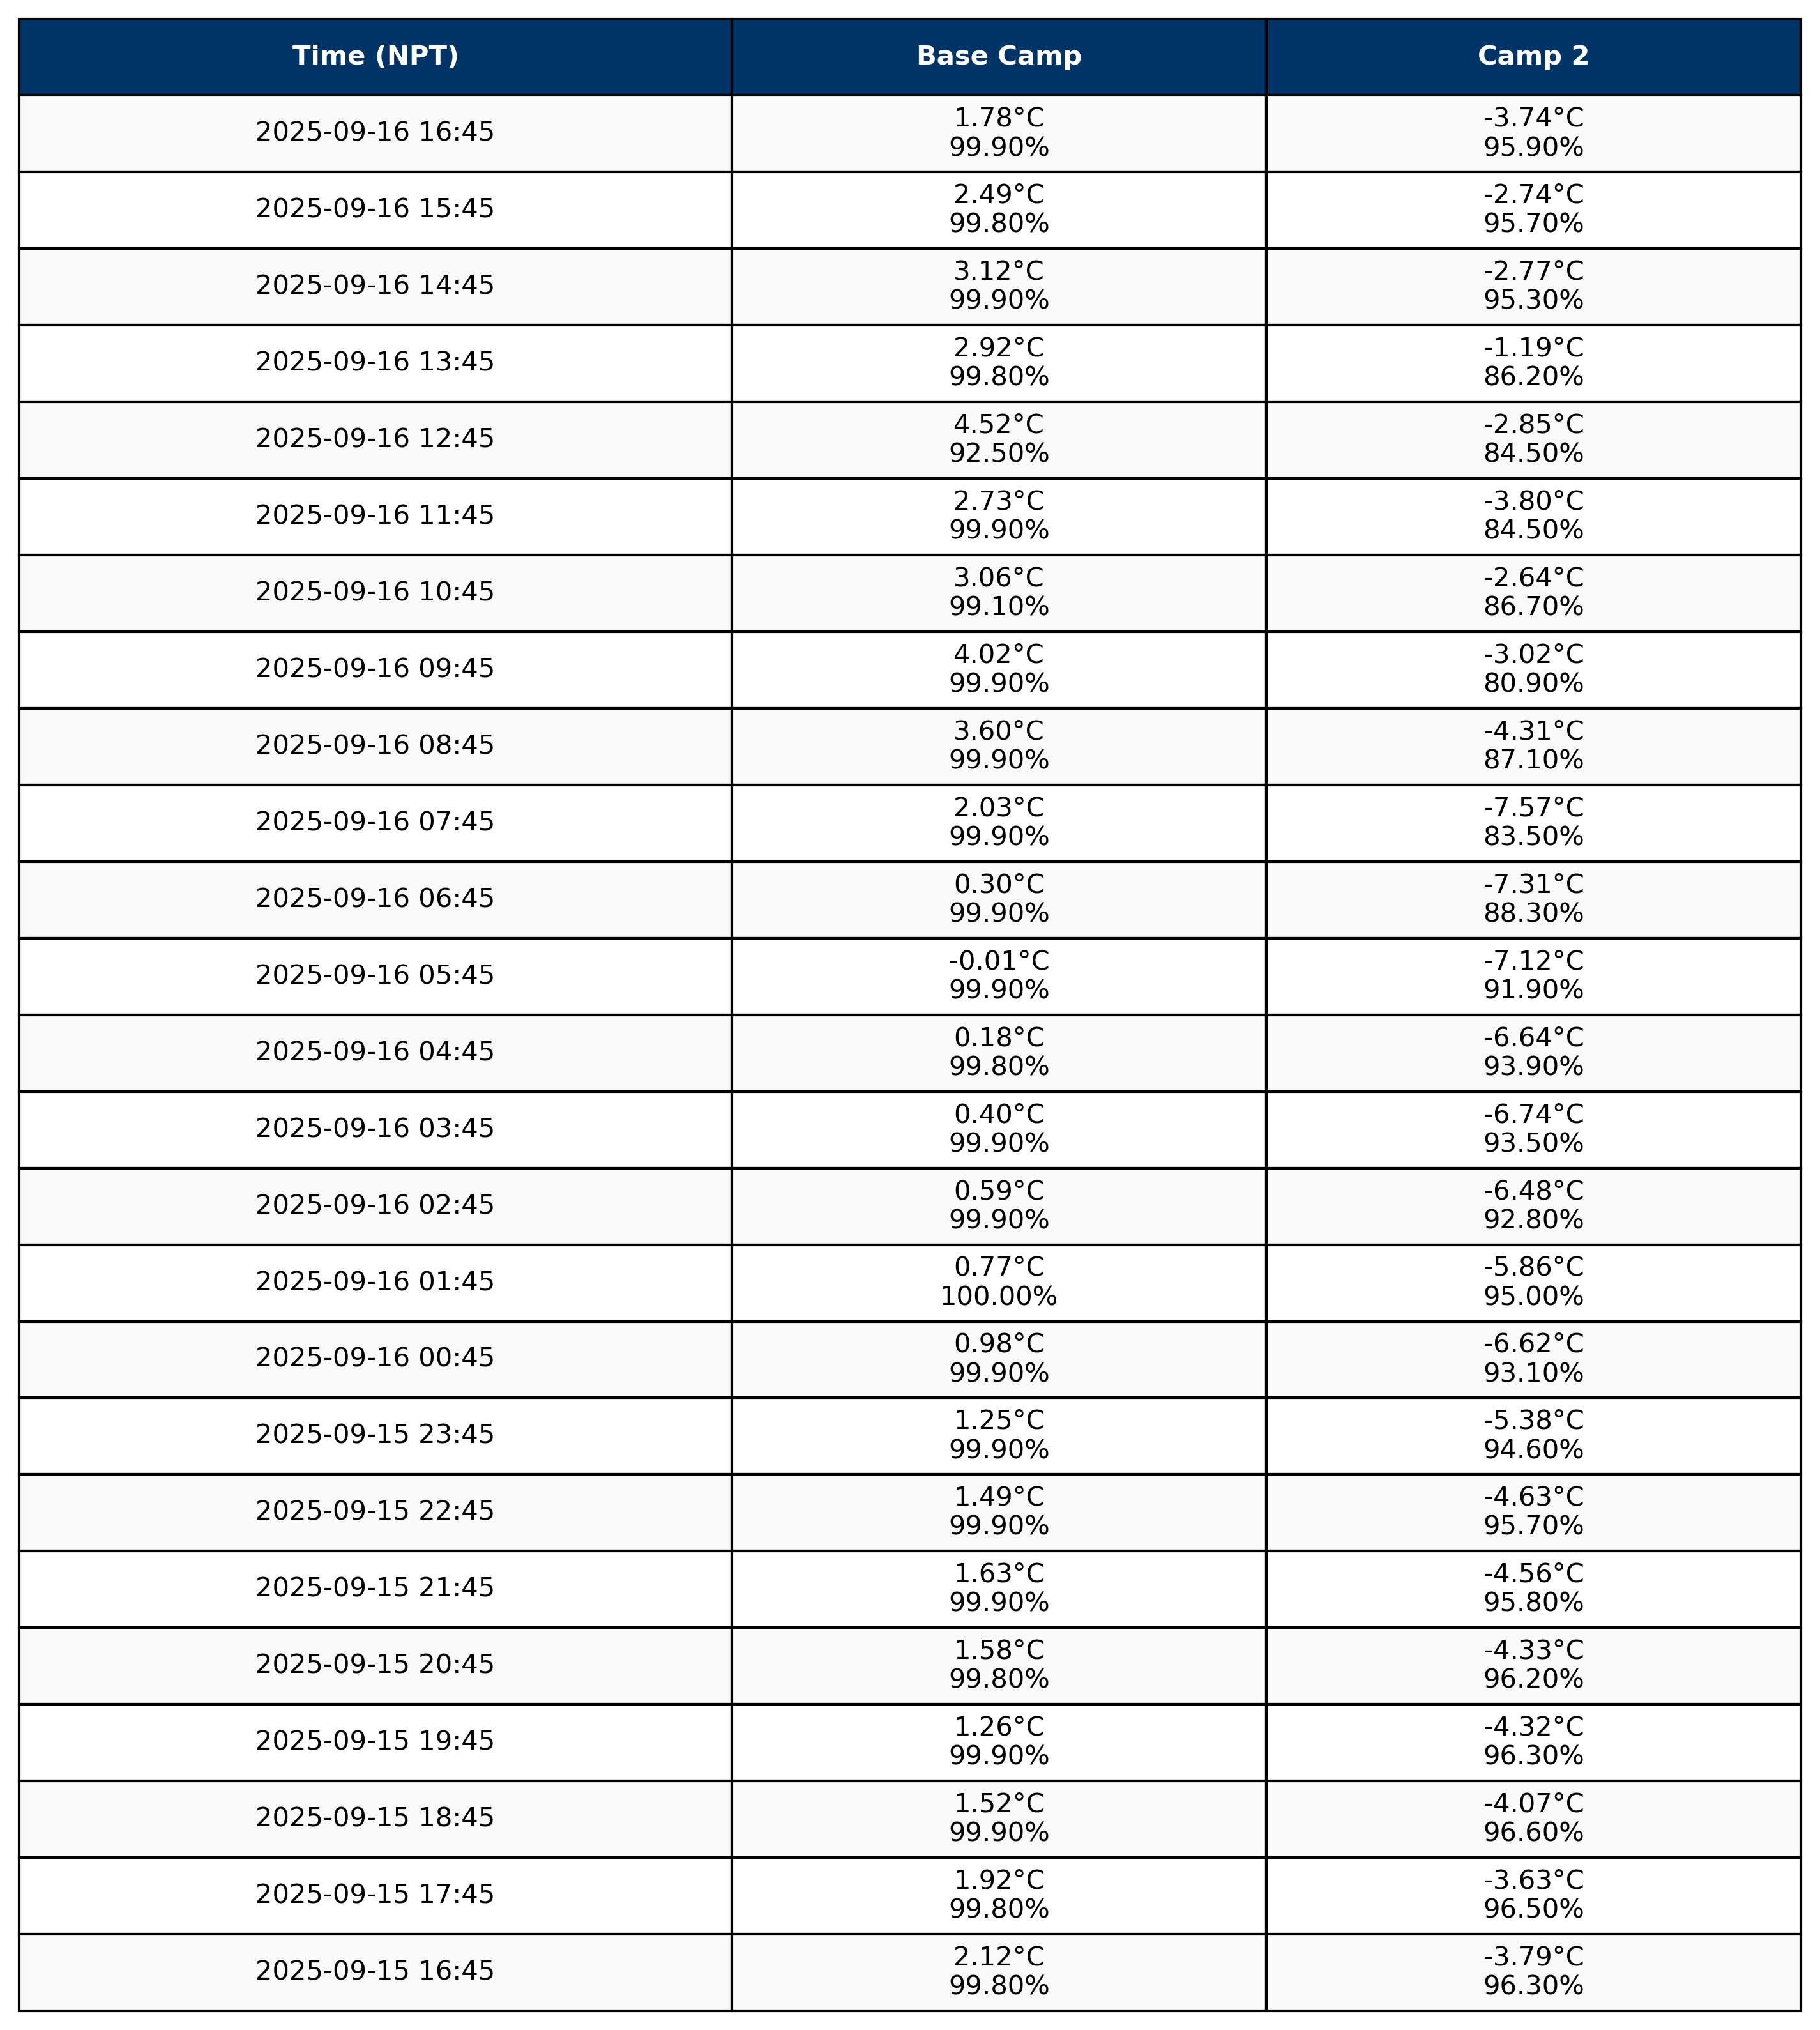 Time (NPT) Base Camp Camp 2
2025-09-16 16:45 1.78°C -3.74°C
99.90% 95.90%
2025-09-16 15:45 2.49°C -2.74°C
99.80% 95.70%
2025-09-16 14:45 3.12°C -2.77°C
99.90% 95.30%
2025-09-16 13:45 2.92°C -1.19°C
99.80% 86.20%
2025-09-16 12:45 4.52°C -2.85°C
92.50% 84.50%
2025-09-16 11:45 2.73°C -3.80°C
99.90% 84.50%
2025-09-16 10:45 3.06°C -2.64°C
99.10% 86.70%
2025-09-16 09:45 4.02°C -3.02°C
99.90% 80.90%
2025-09-16 08:45 3.60°C -4.31°C
99.90% 87.10%
2025-09-16 07:45 2.03°C -7.57°C
99.90% 83.50%
2025-09-16 06:45 0.30°C -7.31°C
99.90% 88.30%
2025-09-16 05:45 -0.01°C -7.12°C
99.90% 91.90%
2025-09-16 04:45 0.18°C -6.64°C
99.80% 93.90%
2025-09-16 03:45 0.40°C -6.74°C
99.90% 93.50%
2025-09-16 02:45 0.59°C -6.48°C
99.90% 92.80%
2025-09-16 01:45 0.77°C -5.86°C
100.00% 95.00%
2025-09-16 00:45 0.98°C -6.62°C
99.90% 93.10%
2025-09-15 23:45 1.25°C -5.38°C
99.90% 94.60%
2025-09-15 22:45 1.49°C -4.63°C
99.90% 95.70%
2025-09-15 21:45 1.63°C -4.56°C
99.90% 95.80%
2025-09-15 20:45 1.58°C -4.33°C
99.80% 96.20%
2025-09-15 19:45 1.26°C -4.32°C
99.90% 96.30%
2025-09-15 18:45 1.52°C -4.07°C
99.90% 96.60%
2025-09-15 17:45 1.92°C -3.63°C
99.80% 96.50%
2025-09-15 16:45 2.12°C -3.79°C
99.80% 96.30%